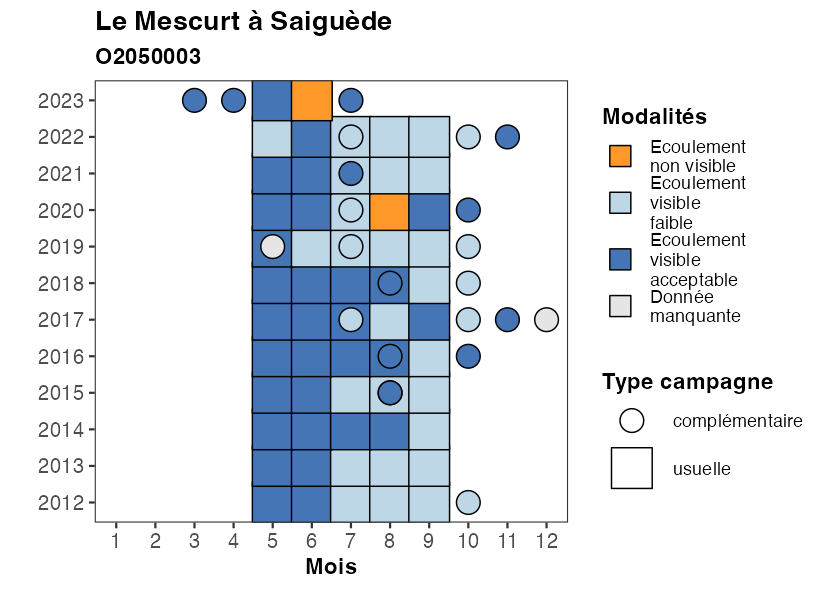 Le Mescurt à Saiguède
O2050003
2023
2022
2021
2020
2019
2018
2017
2016
2015
2014
2013
2012
1 2 3 4 5 6 7 8 9 10 11 12
Mois
Modalités
Ecoulement
non visible
Ecoulement
visible
faible
Ecoulement
visible
acceptable
Donnée
manquante
Type campagne
complémentaire
usuelle